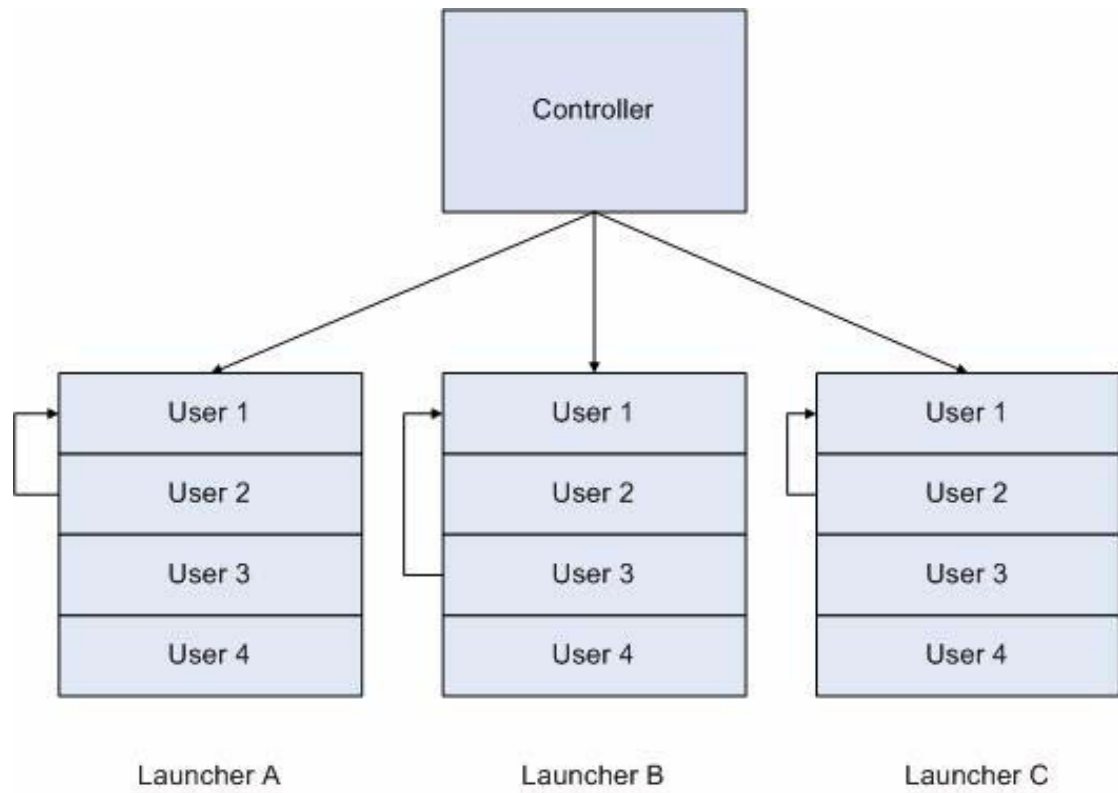 Controller
User 1
User 2
User 3
User 4
Launcher A
User 1
User 2
User 3
User 4
Launcher B
User 1
User 2
User 3
User 4
Launcher C